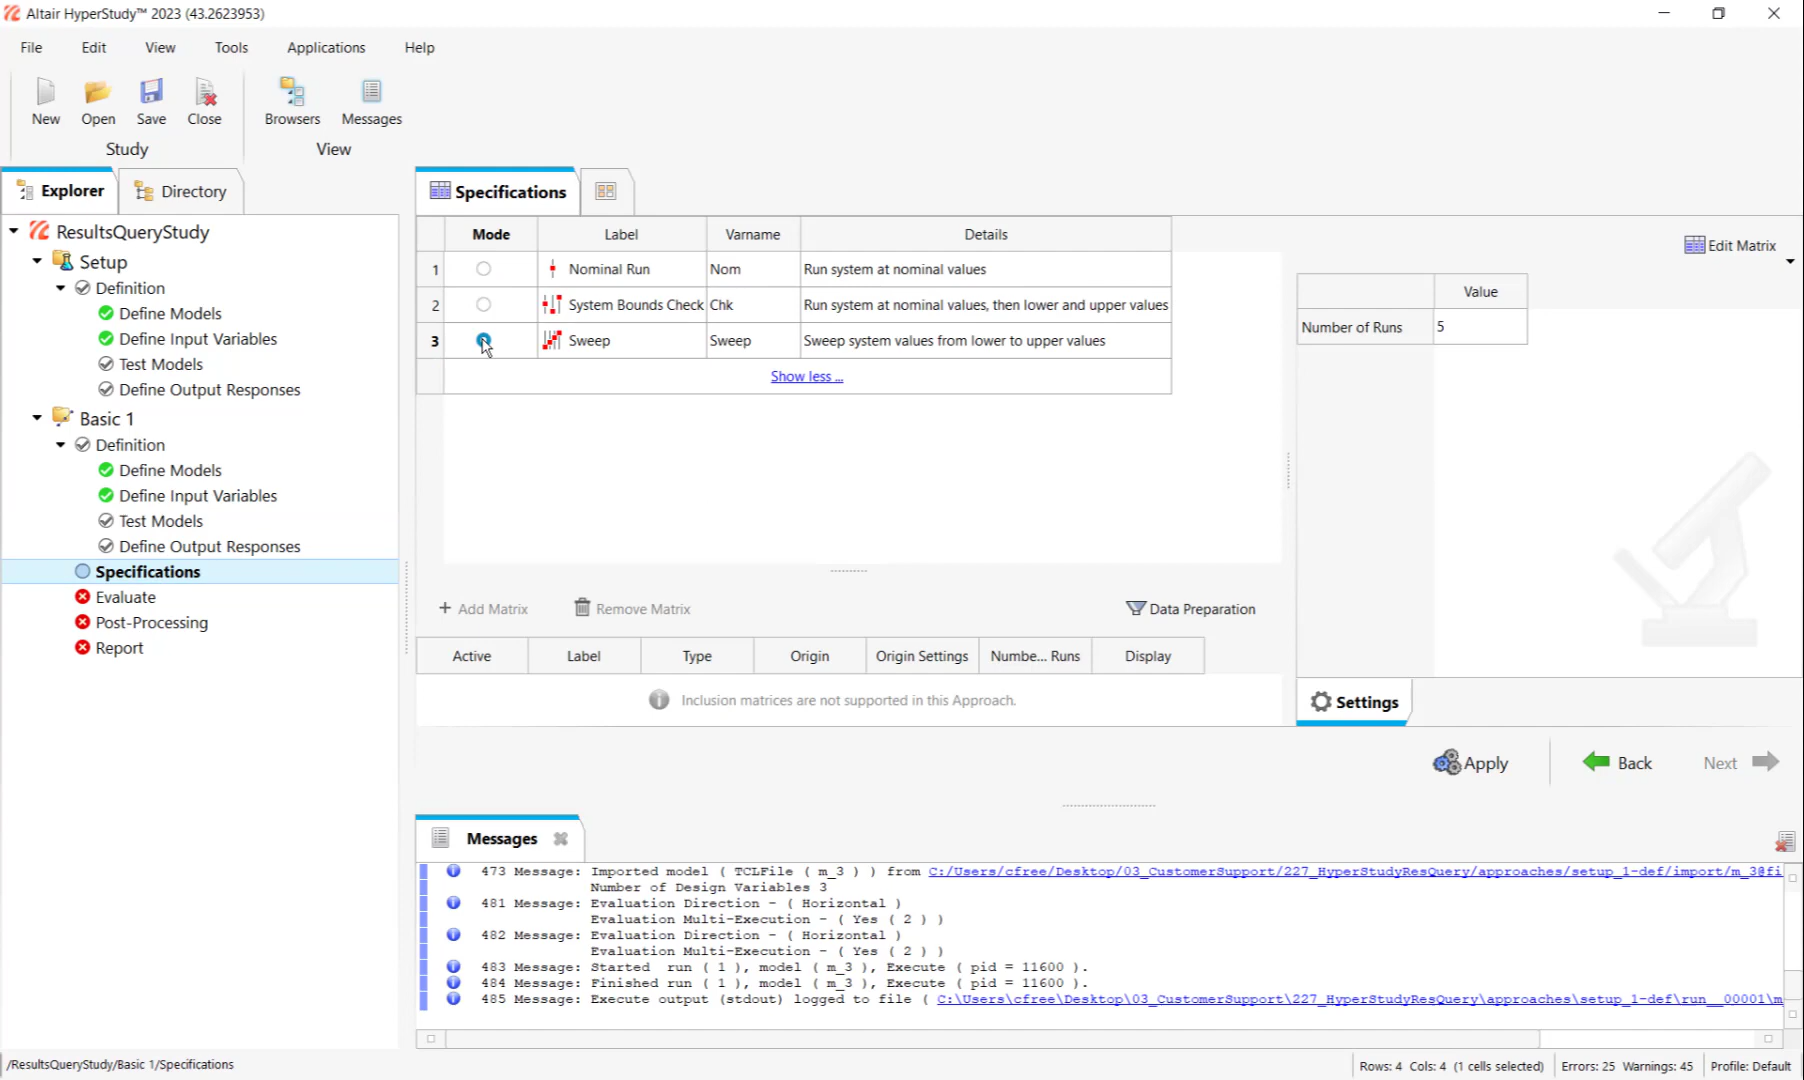 Altair HyperStudy™ 2023 (43.2623953)
File Edit View Tools Applications Help
New Open Save Close Browsers Messages
Study View
Explorer Directory
ResultsQueryStudy
Setup
Definition
Define Models
Define Input Variables
Test Models
Define Output Responses
Basic 1
Definition
Define Models
Define Input Variables
Test Models
Define Output Responses
Specifications
Evaluate
Post-Processing
Report
Specifications
Mode Label Varname Details
1 Nominal Run Nom Run system at nominal values
2 System Bounds Check Chk Run system at nominal values, then lower and upper values
3 Sweep Sweep Sweep system values from lower to upper values
Show less ...
Edit Matrix
Value
Number of Runs 5
Add Matrix Remove Matrix Data Preparation
Active Label Type Origin Origin Settings Numbe... Runs Display
Inclusion matrices are not supported in this Approach.
Settings
Apply Back Next
Messages
473 Message: Imported model ( TCLFile ( m_3 ) ) from C:/Users/cfree/Desktop/03_CustomerSupport/227_HyperStudyResQuery/approaches/setup_1-def/import/m_3@fi
Number of Design Variables 3
481 Message: Evaluation Direction - ( Horizontal )
Evaluation Multi-Execution - ( Yes ( 2 ) )
482 Message: Evaluation Direction - ( Horizontal )
Evaluation Multi-Execution - ( Yes ( 2 ) )
483 Message: Started run ( 1 ), model ( m_3 ), Execute ( pid = 11600 ).
484 Message: Finished run ( 1 ), model ( m_3 ), Execute ( pid = 11600 ).
485 Message: Execute output (stdout) logged to file ( C:\Users\cfree\Desktop\03_CustomerSupport\227_HyperStudyResQuery\approaches\setup_1-def\run__00001\m
/ResultsQueryStudy/Basic 1/Specifications
Rows: 4 Cols: 4 (1 cells selected) Errors: 25 Warnings: 45 Profile: Default